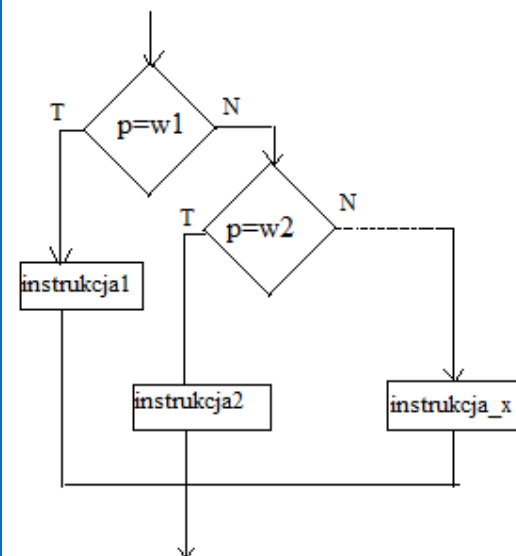 T
p=w1
N
T
p=w2
N
instrukcja1
instrukcja2
instrukcja_x